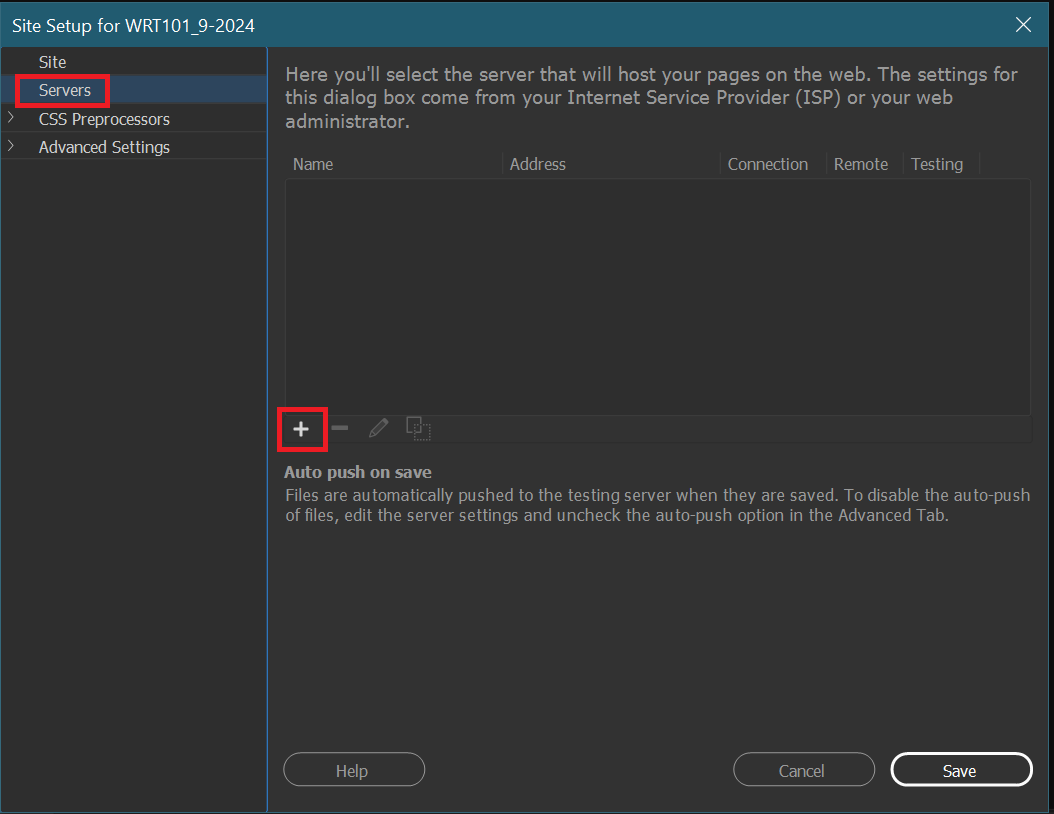 Site Setup for WRT101_9-2024
Site
Servers
CSS Preprocessors
Advanced Settings
Here you'll select the server that will host your pages on the web. The settings for
this dialog box come from your Internet Service Provider (ISP) or your web
administrator.
Name Address Connection Remote Testing
Auto push on save
Files are automatically pushed to the testing server when they are saved. To disable the auto-push
of files, edit the server settings and uncheck the auto-push option in the Advanced Tab.
Help Cancel Save